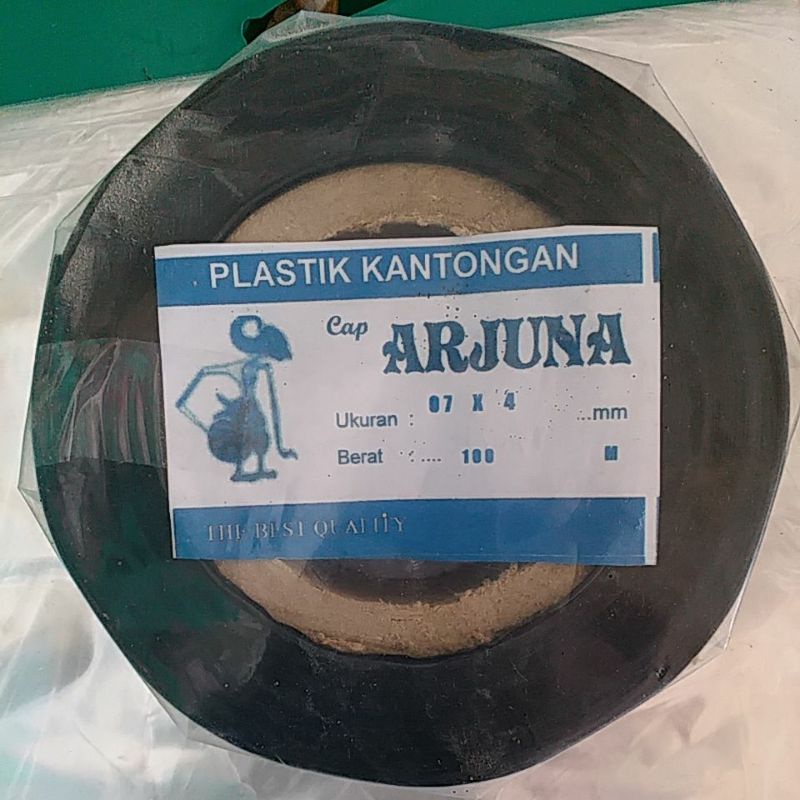 PLASTIK KANTONGAN
Cap ARJUNA
Ukuran : 07 X 4 ...mm
Berat : .... 100 M
THE BEST QUALITY